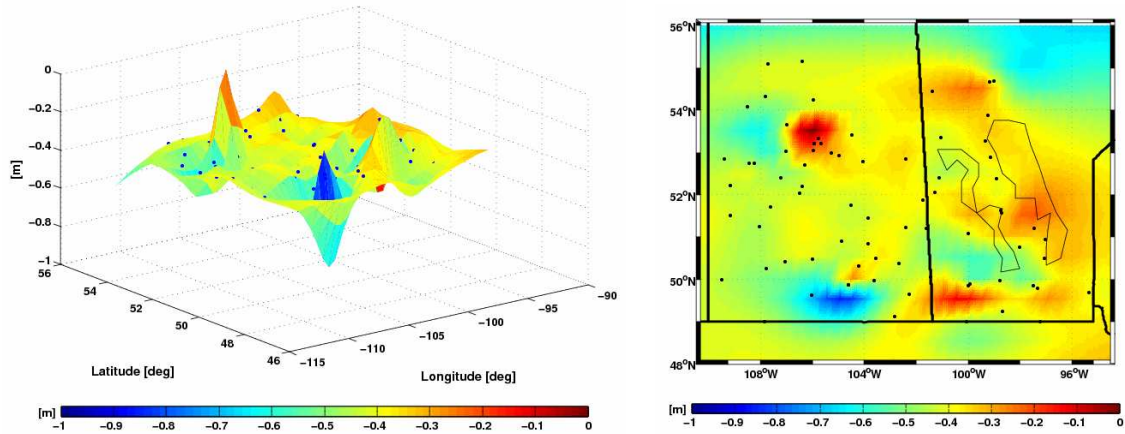 0
−0.2
−0.4
−0.6
−0.8
−1
[m]
56
54
52
50
48
46
Latitude [deg]
−115
−110
−105
−100
−95
−90
Longitude [deg]
[m]
−1 −0.9 −0.8 −0.7 −0.6 −0.5 −0.4 −0.3 −0.2 −0.1 0
56°N
54°N
52°N
50°N
48°N
108°W 104°W 100°W 96°W
[m]
−1 −0.9 −0.8 −0.7 −0.6 −0.5 −0.4 −0.3 −0.2 −0.1 0